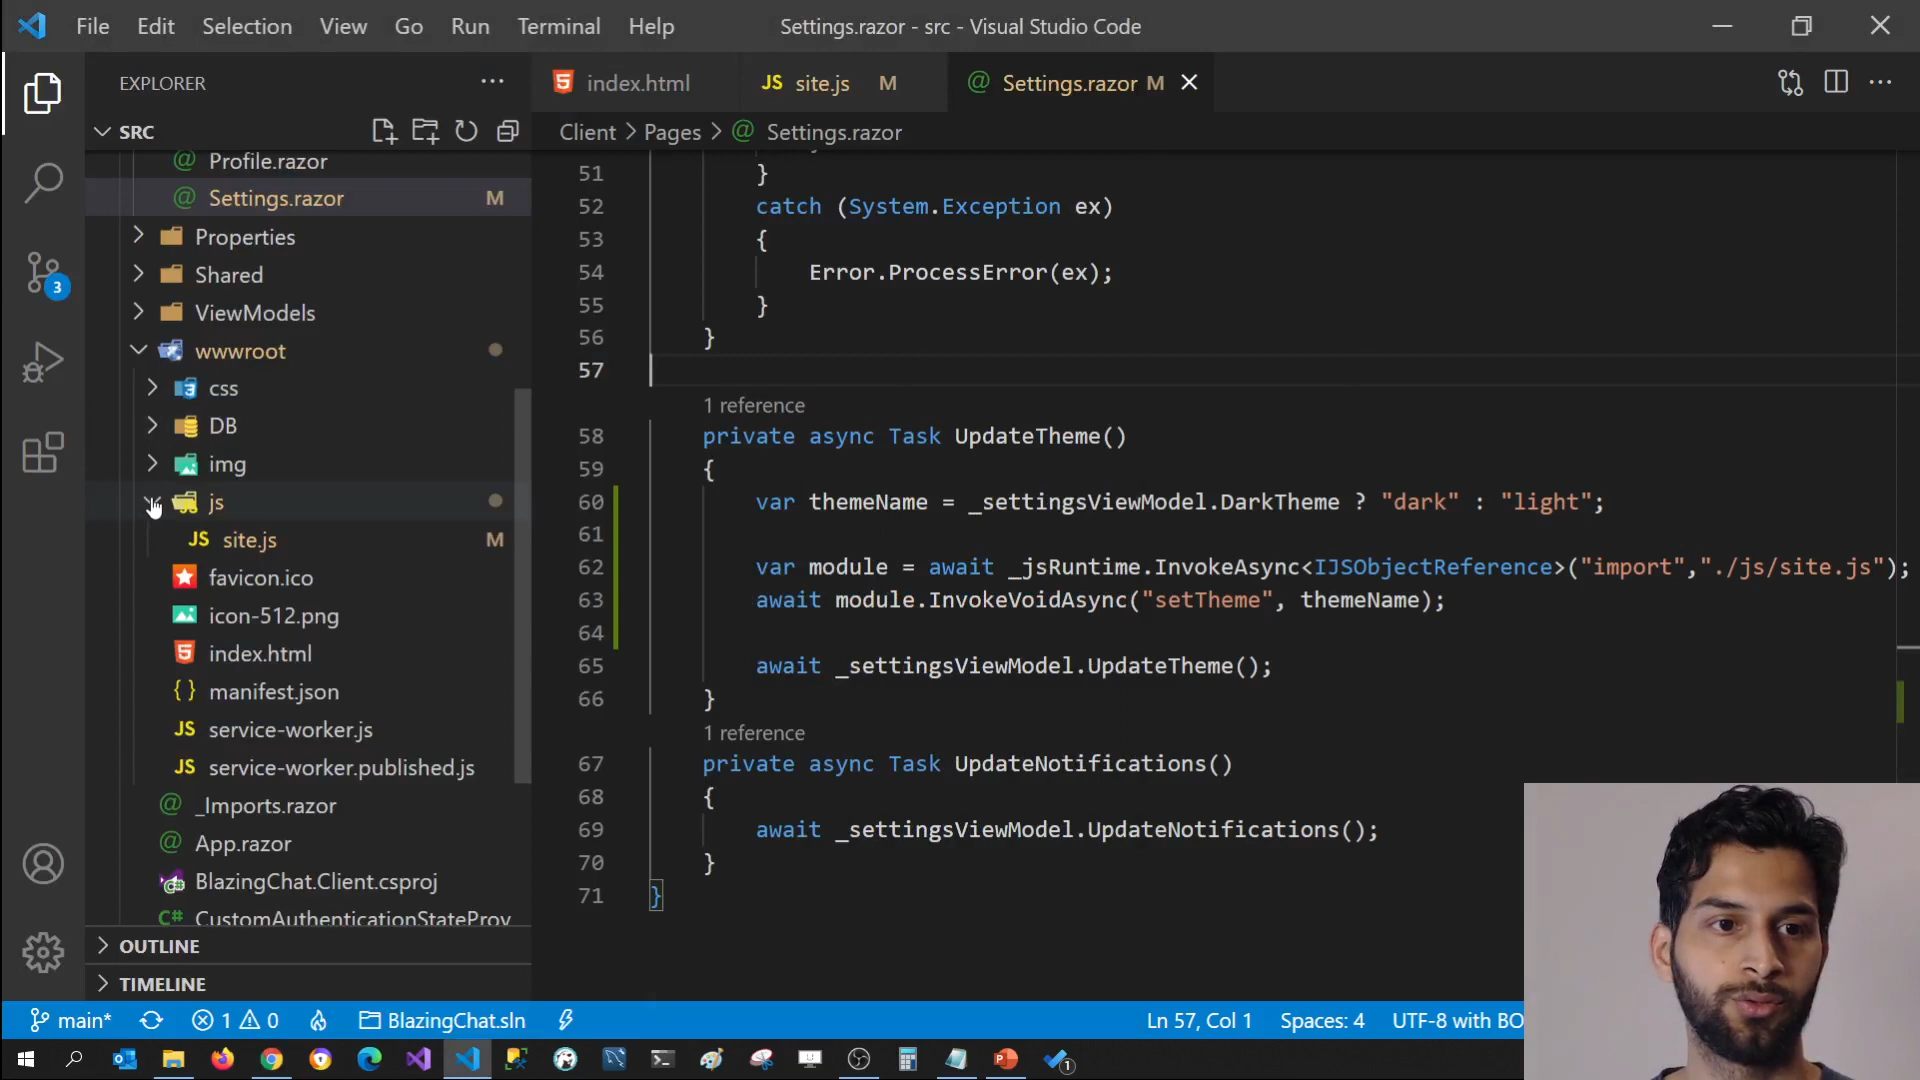 File Edit Selection View Go Run Terminal Help
Settings.razor - src - Visual Studio Code
EXPLORER
index.html
JS site.js M
@ Settings.razor M
SRC
Client > Pages > @ Settings.razor
@ Profile.razor
@ Settings.razor M
Properties
Shared
ViewModels
wwwroot
css
DB
img
js
JS site.js M
favicon.ico
icon-512.png
index.html
{ } manifest.json
JS service-worker.js
JS service-worker.published.js
@ _Imports.razor
@ App.razor
BlazingChat.Client.csproj
C# CustomAuthenticationStateProv
OUTLINE
TIMELINE
51 }
52 catch (System.Exception ex)
53 {
54 Error.ProcessError(ex);
55 }
56 }
57
1 reference
58 private async Task UpdateTheme()
59 {
60 var themeName = _settingsViewModel.DarkTheme ? "dark" : "light";
61
62 var module = await _jsRuntime.InvokeAsync<IJSObjectReference>("import","./js/site.js");
63 await module.InvokeVoidAsync("setTheme", themeName);
64
65 await _settingsViewModel.UpdateTheme();
66 }
1 reference
67 private async Task UpdateNotifications()
68 {
69 await _settingsViewModel.UpdateNotifications();
70 }
71 }
3
main* 1 0 BlazingChat.sln
Ln 57, Col 1 Spaces: 4 UTF-8 with BO
1